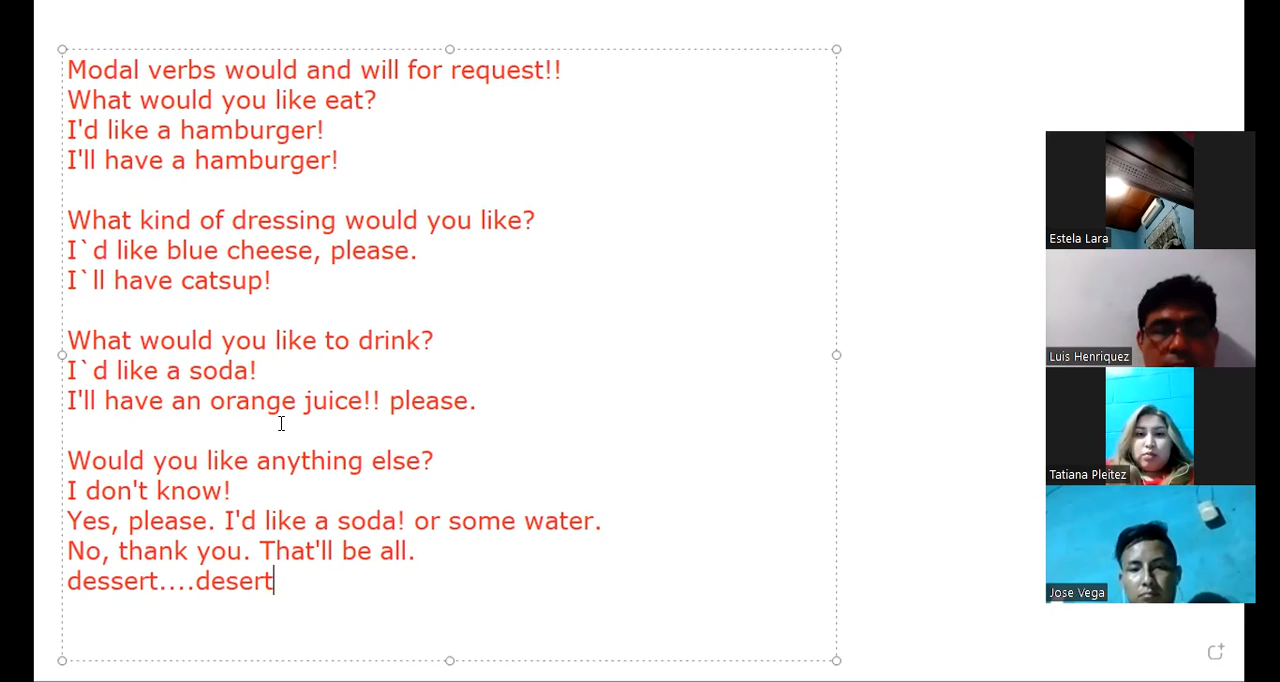 Modal verbs would and will for request!!
What would you like eat?
I'd like a hamburger!
I'll have a hamburger!
What kind of dressing would you like?
I`d like blue cheese, please.
I`ll have catsup!
What would you like to drink?
I`d like a soda!
I'll have an orange juice!! please.
Would you like anything else?
I don't know!
Yes, please. I'd like a soda! or some water.
No, thank you. That'll be all.
dessert....desert
Estela Lara
Luis Henriquez
Tatiana Pleitez
Jose Vega